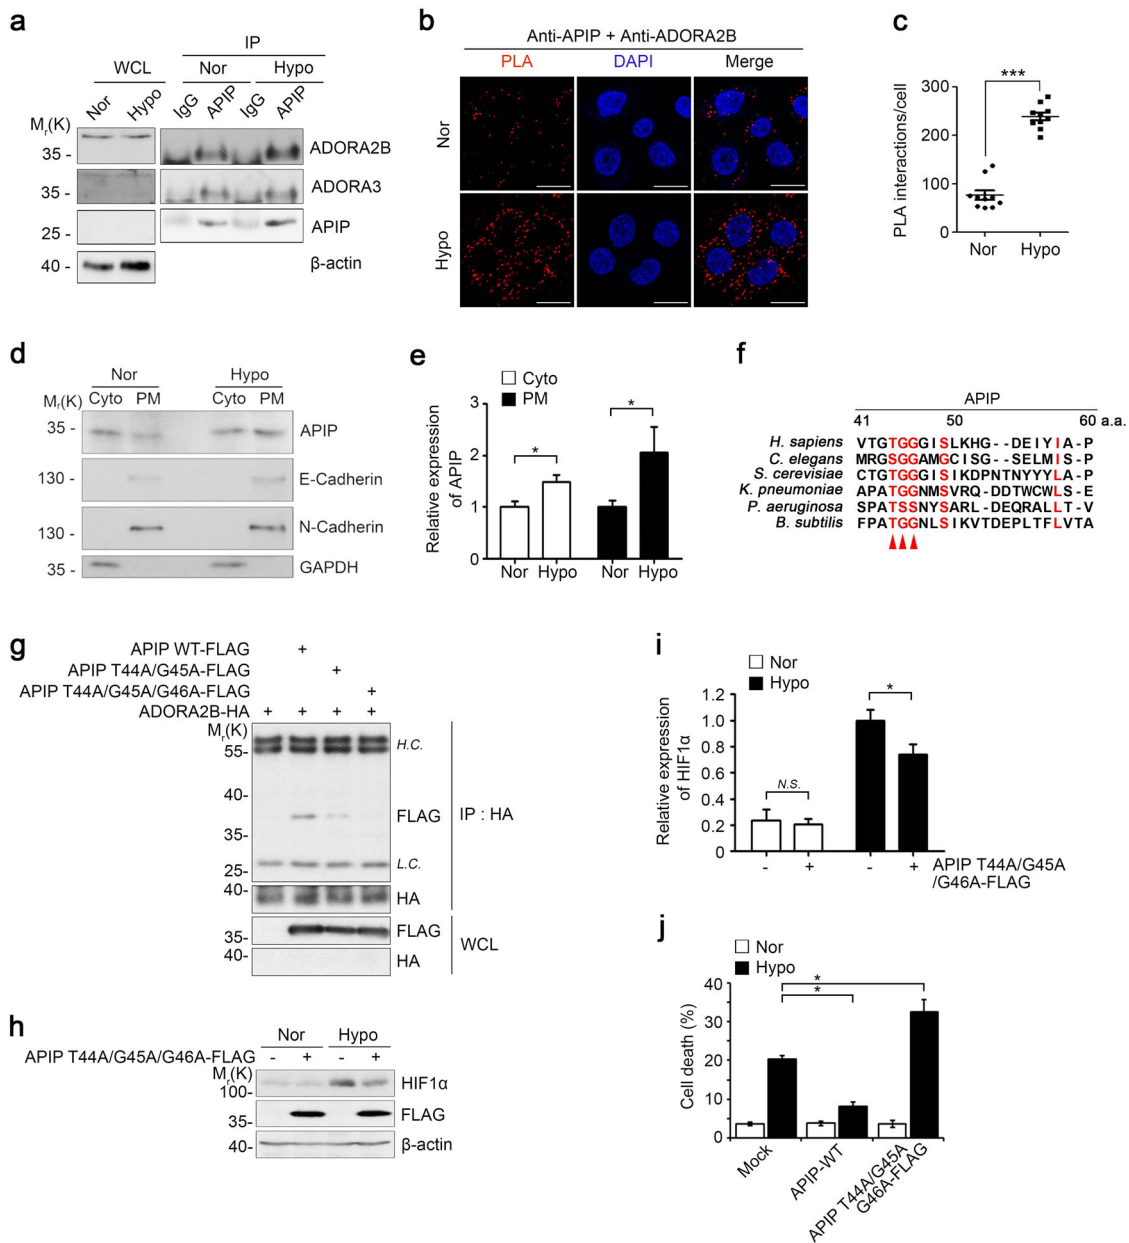 a
IP
WCL
Nor
Hypo
Nor
Hypo
IgG
APIP
IgG
APIP
Mr(K)
35 -
ADORA2B
35 -
ADORA3
25 -
APIP
40 -
β-actin
b
Anti-APIP + Anti-ADORA2B
PLA
DAPI
Merge
Nor
Hypo
c
***
PLA interactions/cell
300
200
100
0
Nor
Hypo
d
Nor
Hypo
Mr(K)
Cyto
PM
Cyto
PM
35 -
APIP
130 -
E-Cadherin
130 -
N-Cadherin
35 -
GAPDH
e
Cyto
PM
Relative expression
of APIP
3
2
1
0
*
*
Nor
Hypo
Nor
Hypo
f
APIP
41 50 60 a.a.
H. sapiens VTGTGGGISLKHG--DEIYIA-P
C. elegans MRGSGGAMGCISG--SELMIS-P
S. cerevisiae CTGTGGGISIKDPNTNYYYLA-P
K. pneumoniae APATGGNMSVRQ-DDTWCWLS-E
P. aeruginosa SPATSSNYSARL-DEQRALLT-V
B. subtilis FPATGGNLSIKVTDEPLTFLVTA
g
APIP WT-FLAG +
APIP T44A/G45A-FLAG +
APIP T44A/G45A/G46A-FLAG +
ADORA2B-HA + + + +
Mr(K)
55-
H.C.
40-
FLAG
IP : HA
35-
25-
L.C.
40-
HA
35-
FLAG
WCL
40-
HA
h
Nor
Hypo
APIP T44A/G45A/G46A-FLAG - + - +
Mr(K)
100-
HIF1α
35-
FLAG
40-
β-actin
i
Nor
Hypo
Relative expression
of HIF1α
1.2
1.0
0.8
0.6
0.4
0.2
0
N.S.
*
- + - +
APIP T44A/G45A
/G46A-FLAG
j
Nor
Hypo
Cell death (%)
40
30
20
10
0
*
*
Mock
APIP-WT
APIP T44A/G45A
G46A-FLAG